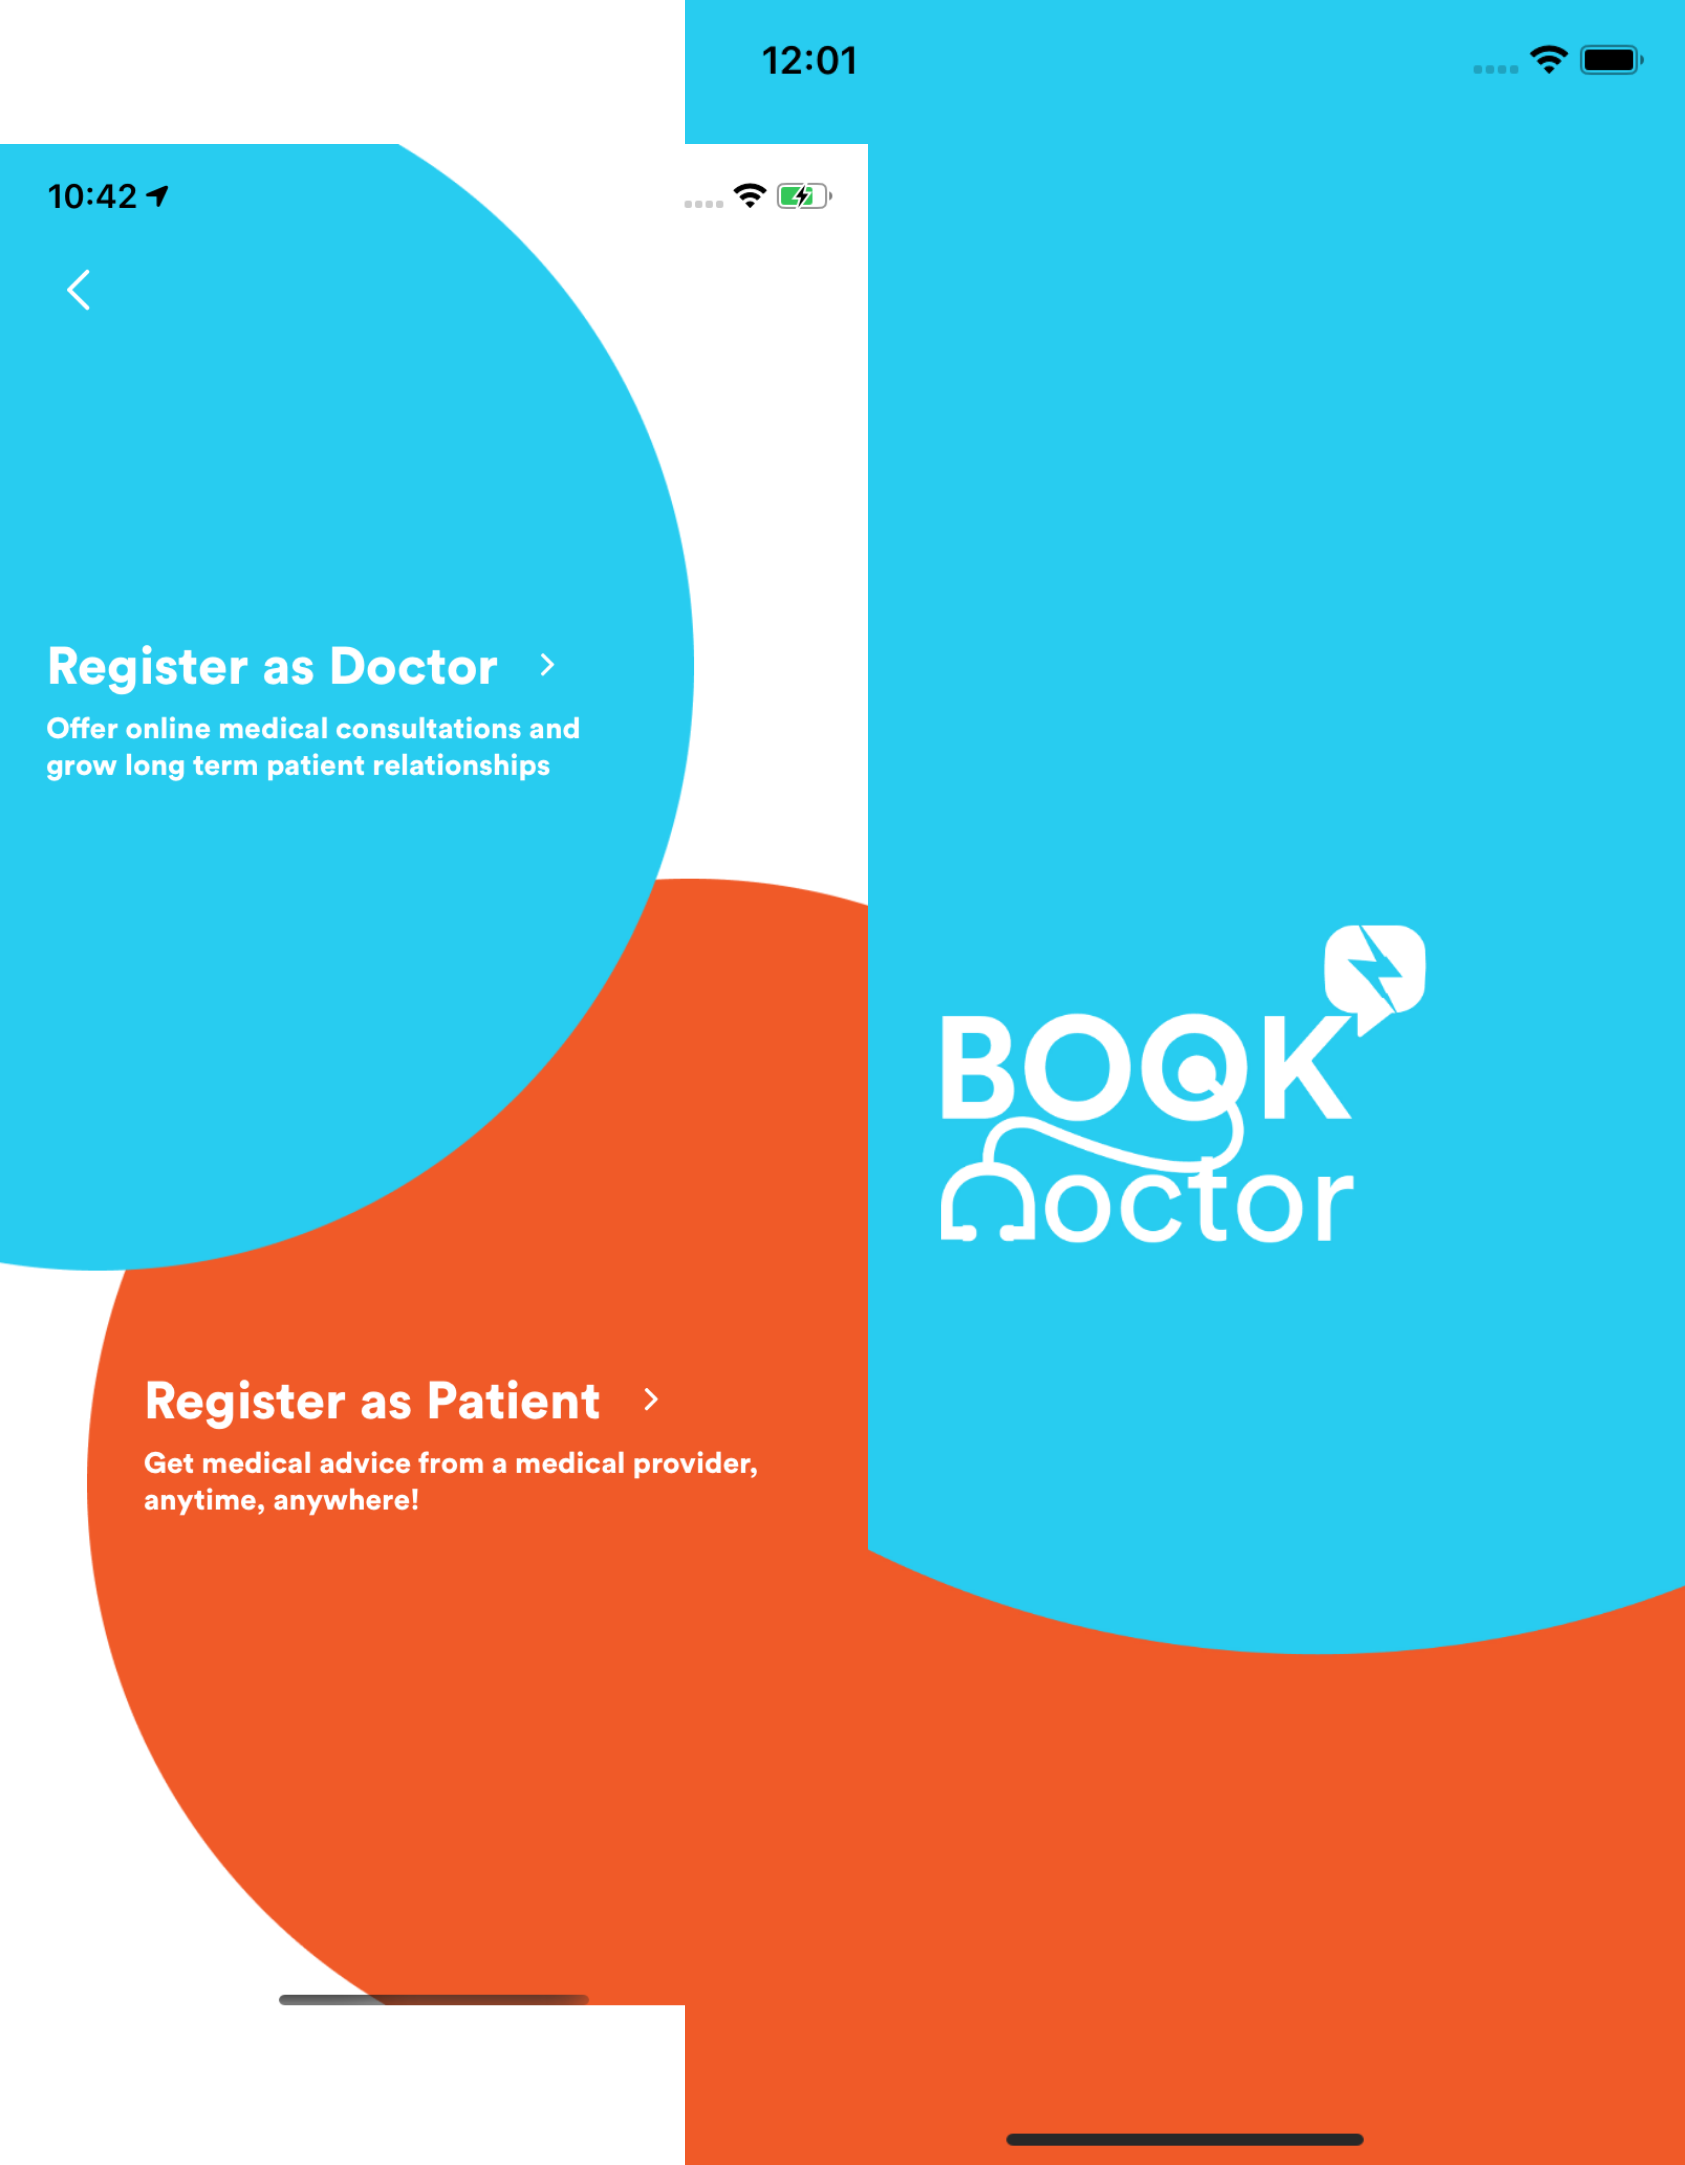 12:01
10:42
Register as Doctor
Offer online medical consultations and
grow long term patient relationships
BOOK
Doctor
Register as Patient
Get medical advice from a medical provider,
anytime, anywhere!